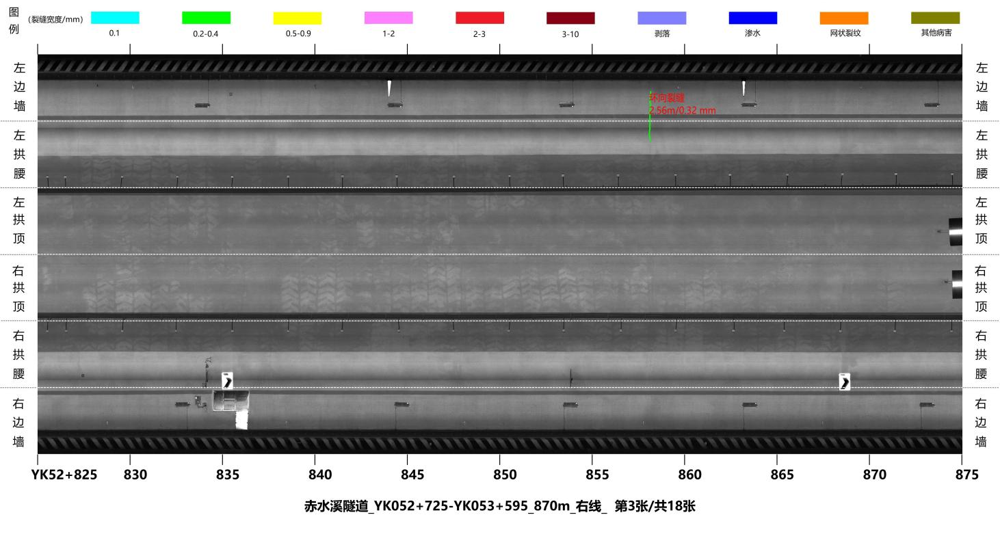 图例
(裂缝宽度/mm)
0.1
0.2-0.4
0.5-0.9
1-2
2-3
3-10
剥落
渗水
网状裂纹
其他病害
左边墙
左边墙
环向裂缝
2.56m/0.32 mm
左拱腰
左拱腰
左拱顶
左拱顶
右拱顶
右拱顶
右拱腰
右拱腰
右边墙
右边墙
YK52+825 830 835 840 845 850 855 860 865 870 875
赤水溪隧道_YK052+725-YK053+595_870m_右线_ 第3张/共18张